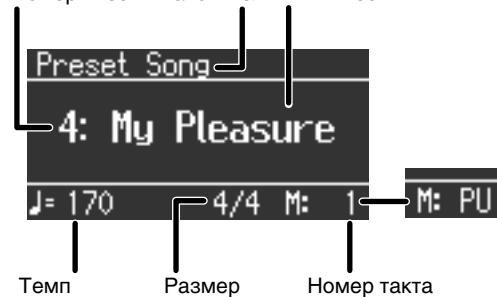 Preset Song
4: My Pleasure
♩= 170 4/4 M: 1 M: PU
Темп Размер Номер такта